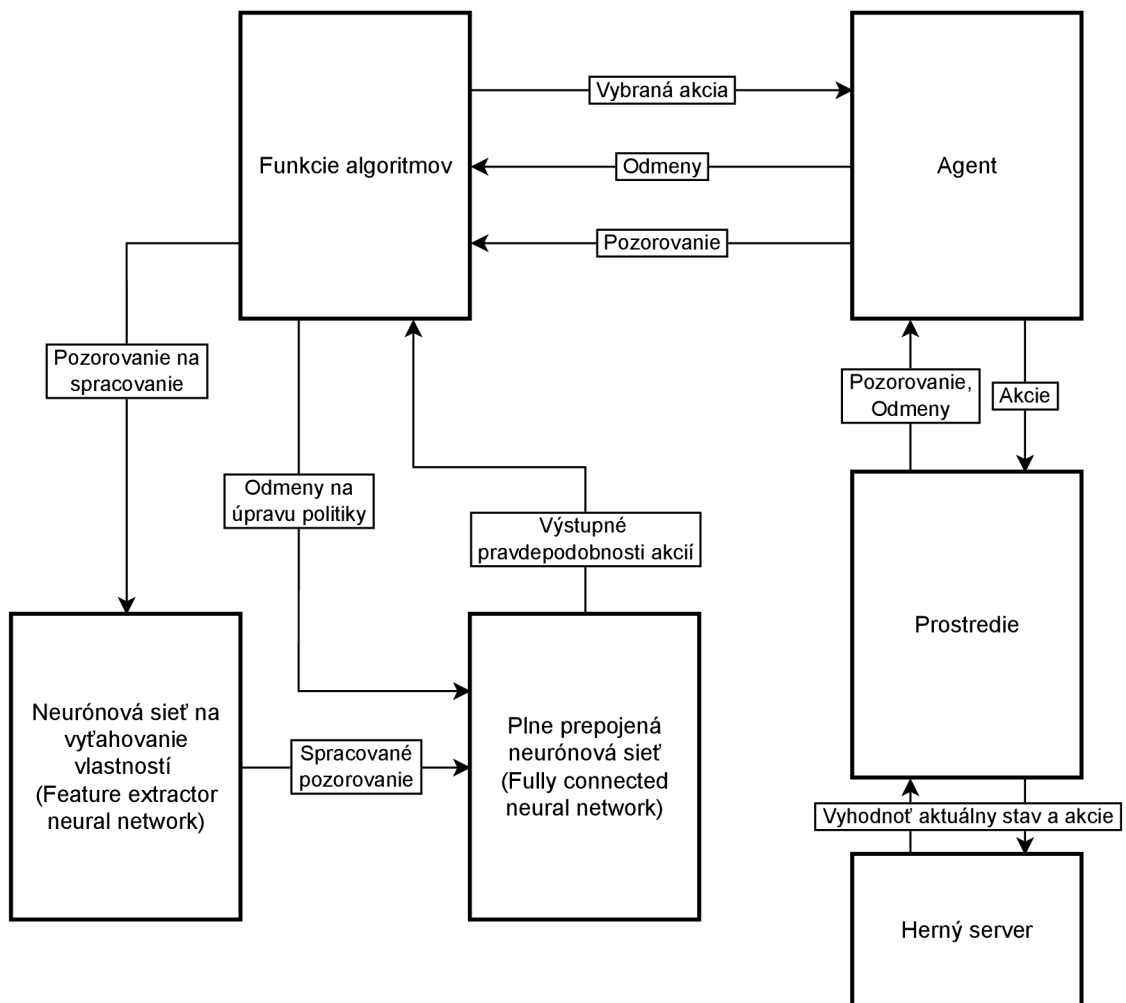 Funkcie algoritmov
Vybraná akcia
Odmeny
Pozorovanie
Agent
Pozorovanie na
spracovanie
Odmeny na
úpravu politiky
Výstupné
pravdepodobnosti akcií
Pozorovanie,
Odmeny
Akcie
Neurónová sieť na
vyťahovanie
vlastností
(Feature extractor
neural network)
Spracované
pozorovanie
Plne prepojená
neurónová sieť
(Fully connected
neural network)
Prostredie
Vyhodnoť aktuálny stav a akcie
Herný server